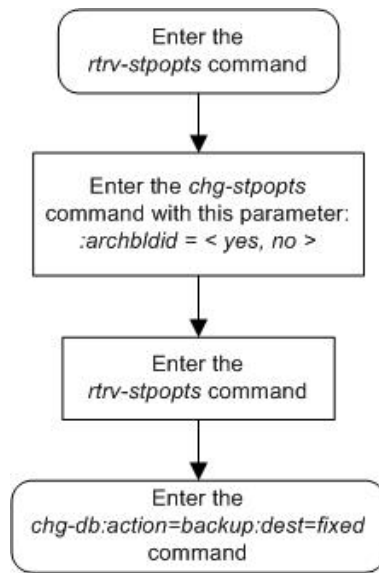 Enter the
rtrv-stpopts command
Enter the chg-stpopts
command with this parameter:
:archbldid = < yes, no >
Enter the
rtrv-stpopts command
Enter the
chg-db:action=backup:dest=fixed
command